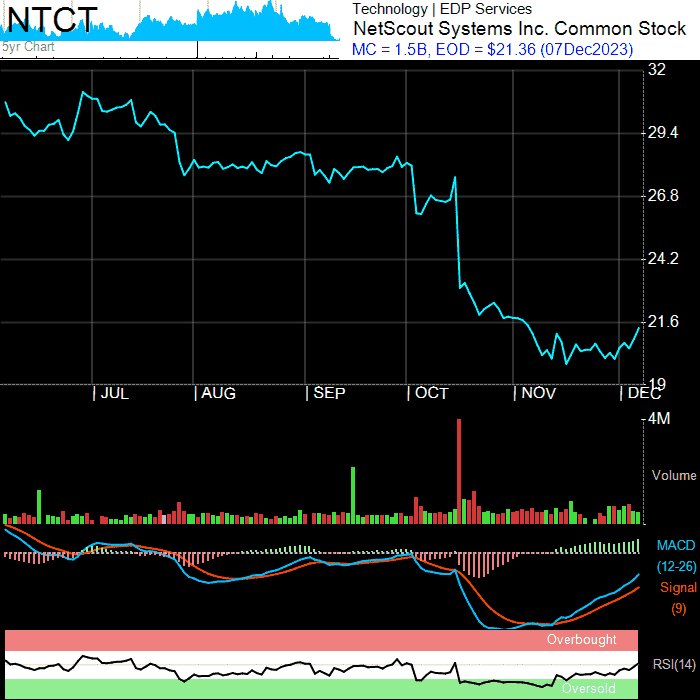 NTCT
5yr Chart
Technology | EDP Services
NetScout Systems Inc. Common Stock
MC = 1.5B, EOD = $21.36 (07Dec2023)
32
29.4
26.8
24.2
21.6
19
JUL
AUG
SEP
OCT
NOV
DEC
4M
Volume
MACD
(12-26)
Signal
(9)
Overbought
RSI(14)
Oversold